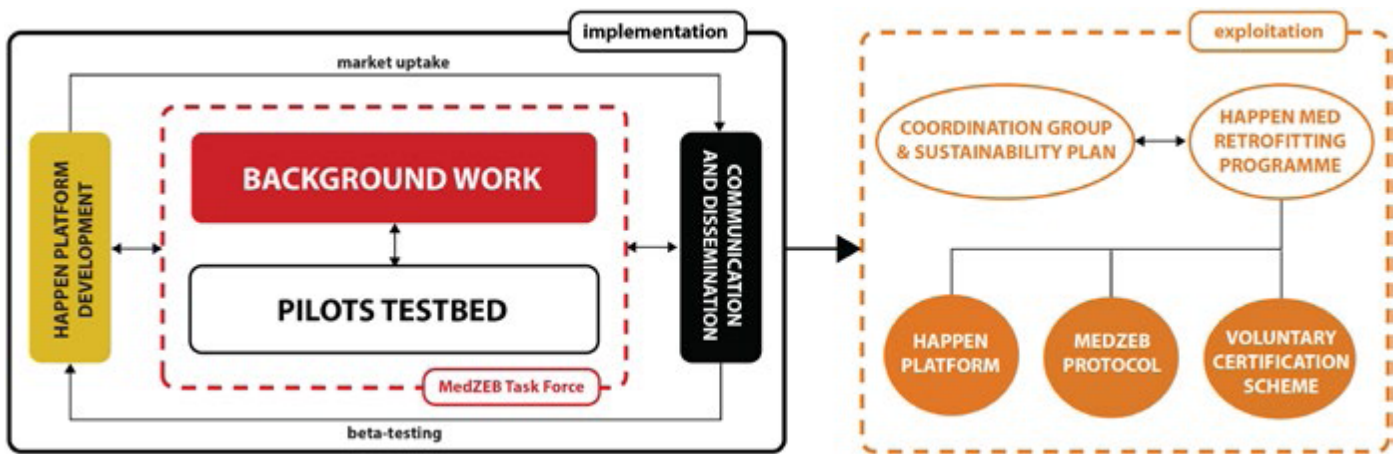 implementation
market uptake
HAPPEN PLATFORM
DEVELOPMENT
BACKGROUND WORK
PILOTS TESTBED
MedZEB Task Force
COMMUNICATION
AND DISSEMINATION
beta-testing
exploitation
COORDINATION GROUP
& SUSTAINABILITY PLAN
HAPPEN MED
RETROFITTING
PROGRAMME
HAPPEN
PLATFORM
MEDZEB
PROTOCOL
VOLUNTARY
CERTIFICATION
SCHEME